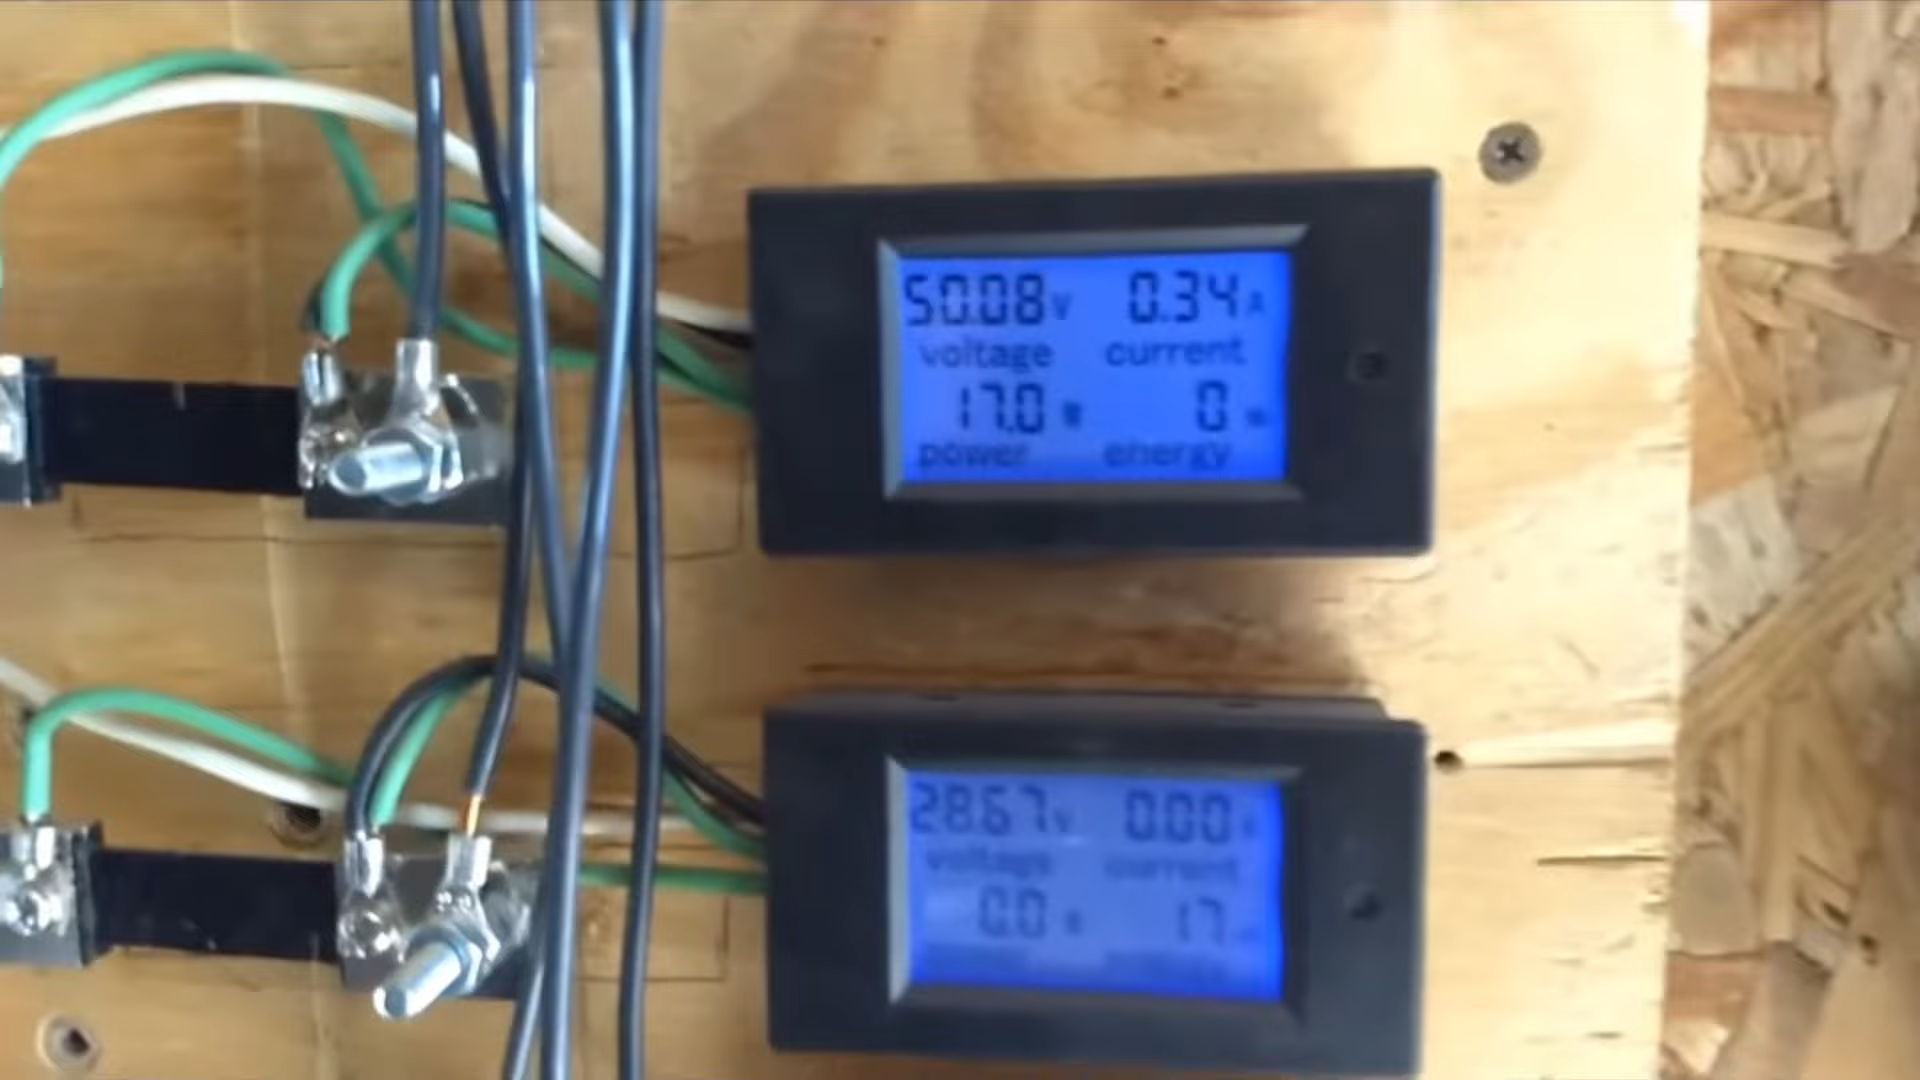 50.08 V 0.34 A
voltage current
17.0 W 0
power energy
28.67 V 0.00
voltage current
0.0 17